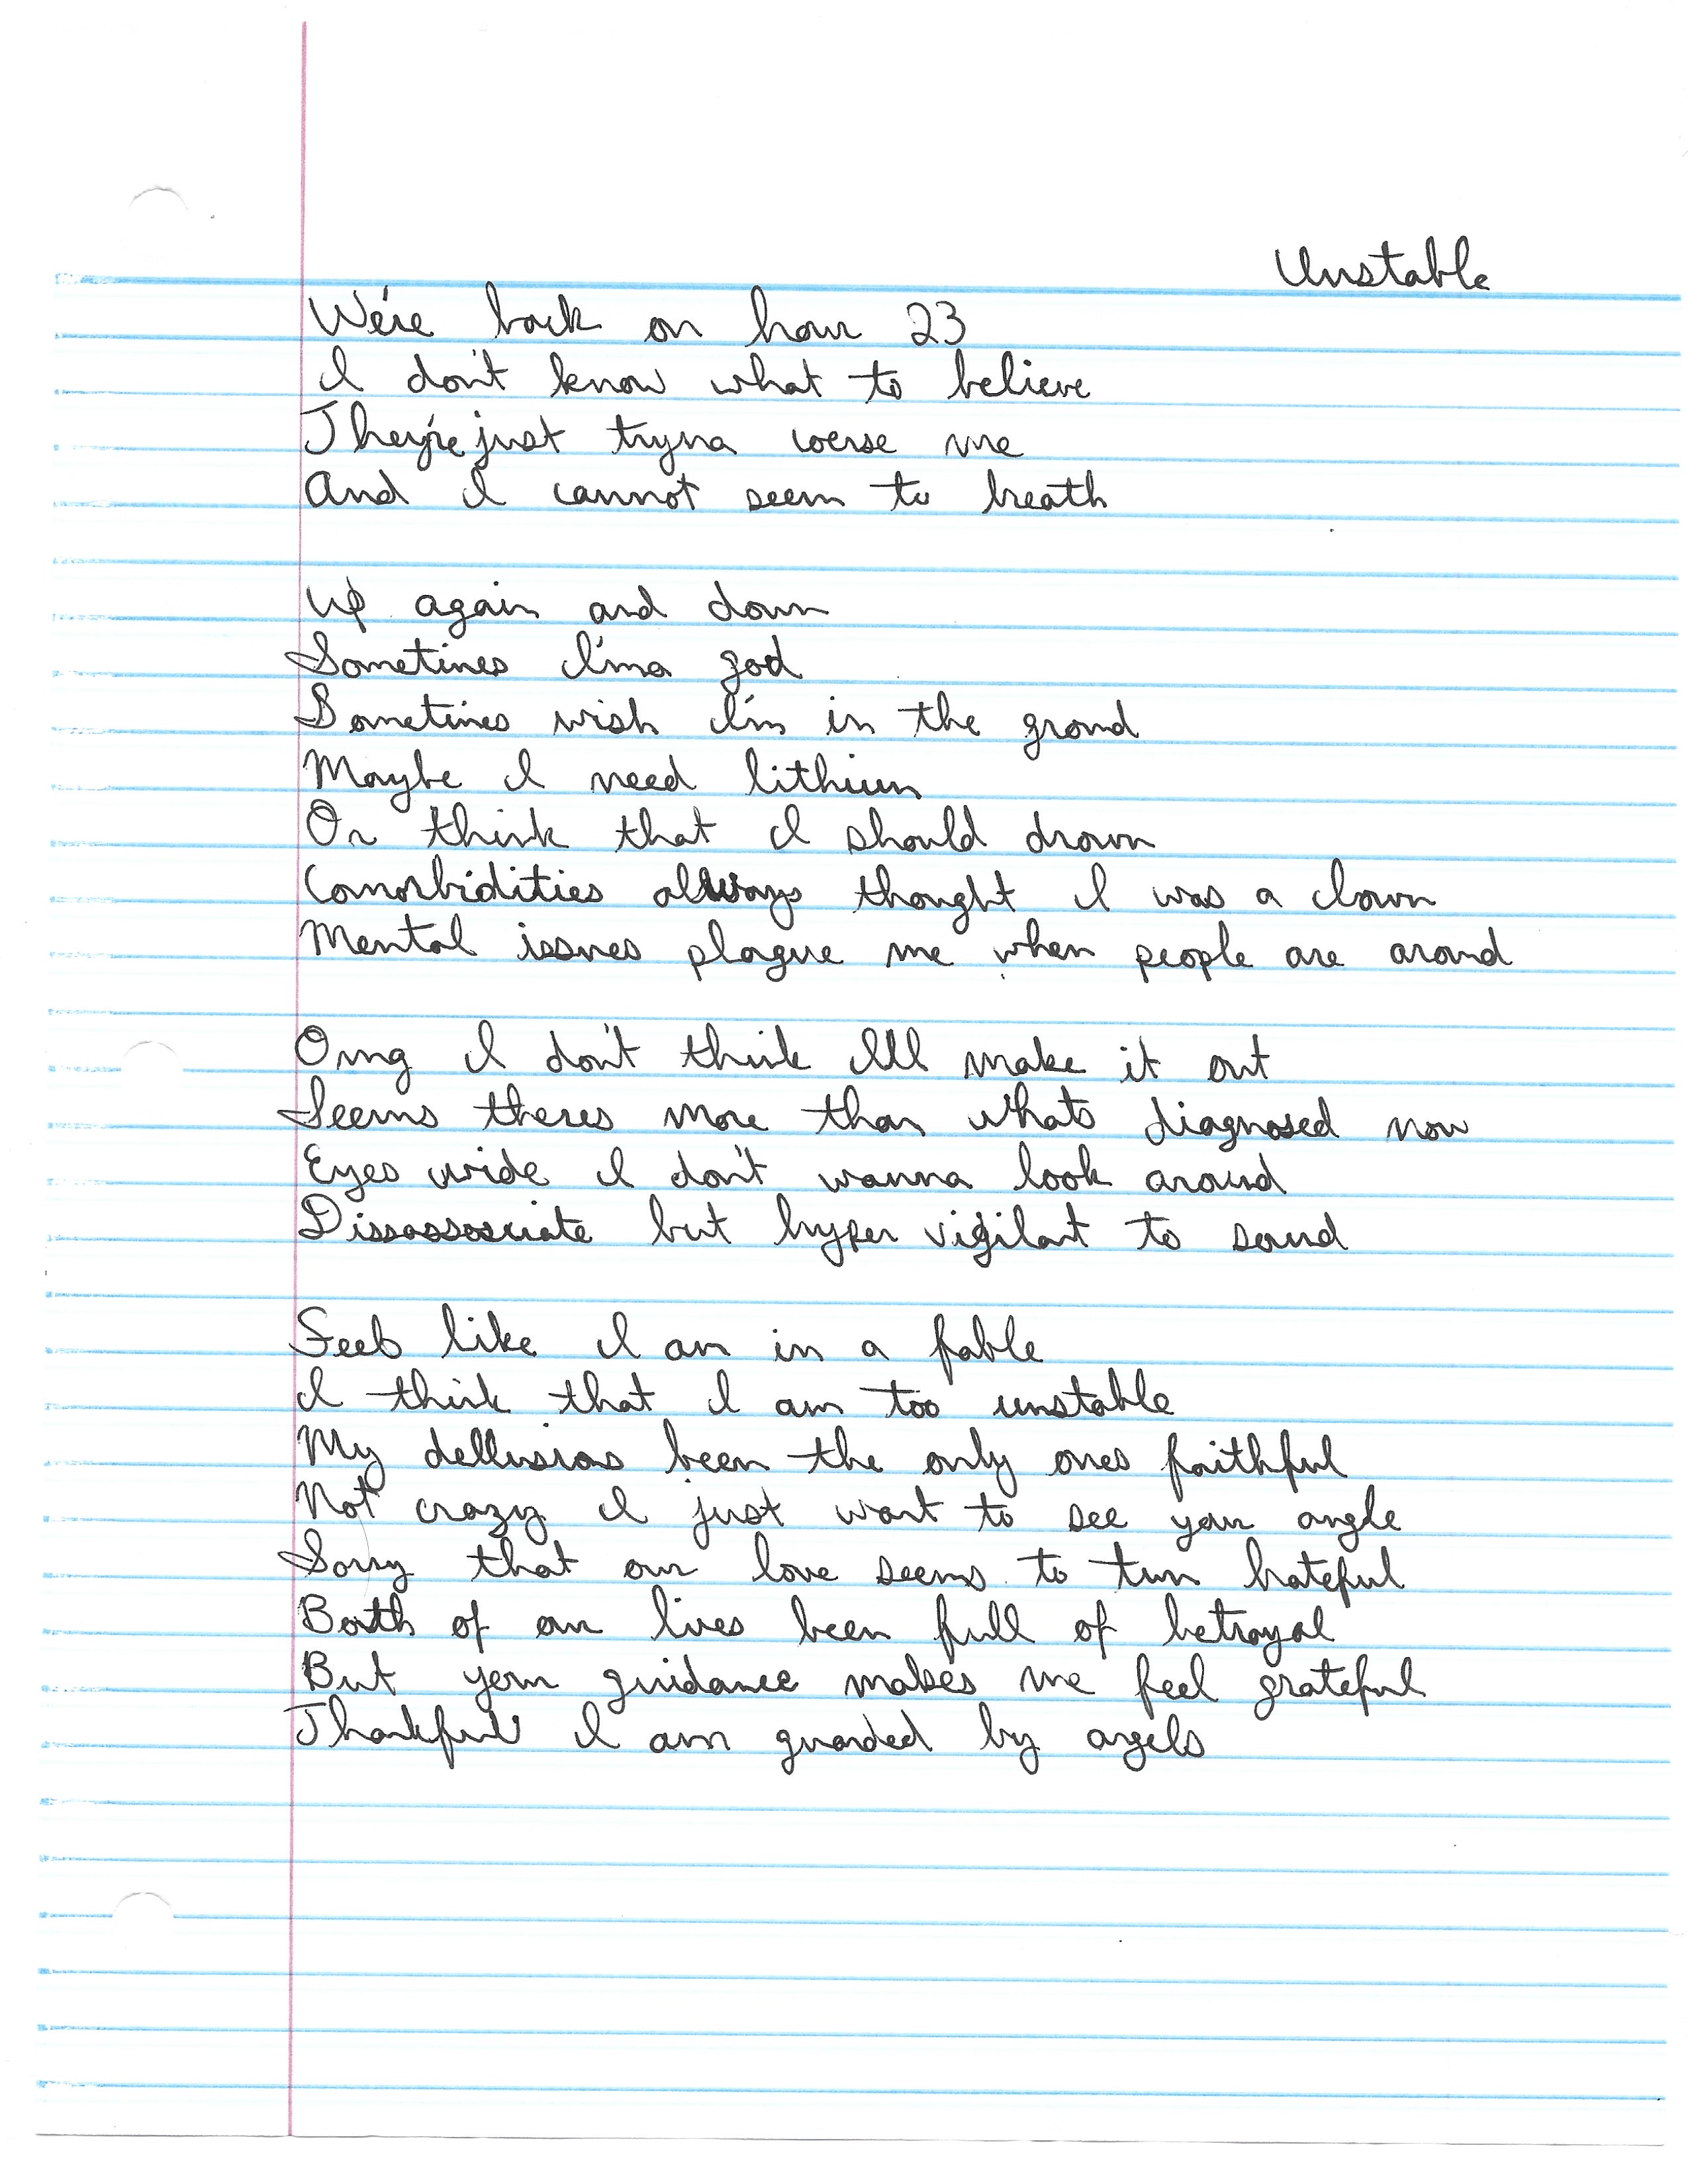 Unstable
We're back on hour 23
I don't know what to believe
They're just tryna coerse me
And I cannot seem to breath
Up again and down
Sometimes I'ma god
Sometimes wish I'm in the ground
Maybe I need lithium
Or think that I should drown
Comorbidities always thought I was a clown
Mental issues plague me when people are around
Omg I don't think I'll make it out
Seems theres more than whats diagnosed now
Eyes wide I don't wanna look around
Dissassosciate but hyper vigilant to sound
Feels like I am in a fable
I think that I am too unstable
My dellusions been the only ones faithful
Not crazy I just want to see your angle
Sorry that our love seems to turn hateful
Both of our lives been full of betrayal
But your guidance makes me feel grateful
Thankful I am guarded by angels